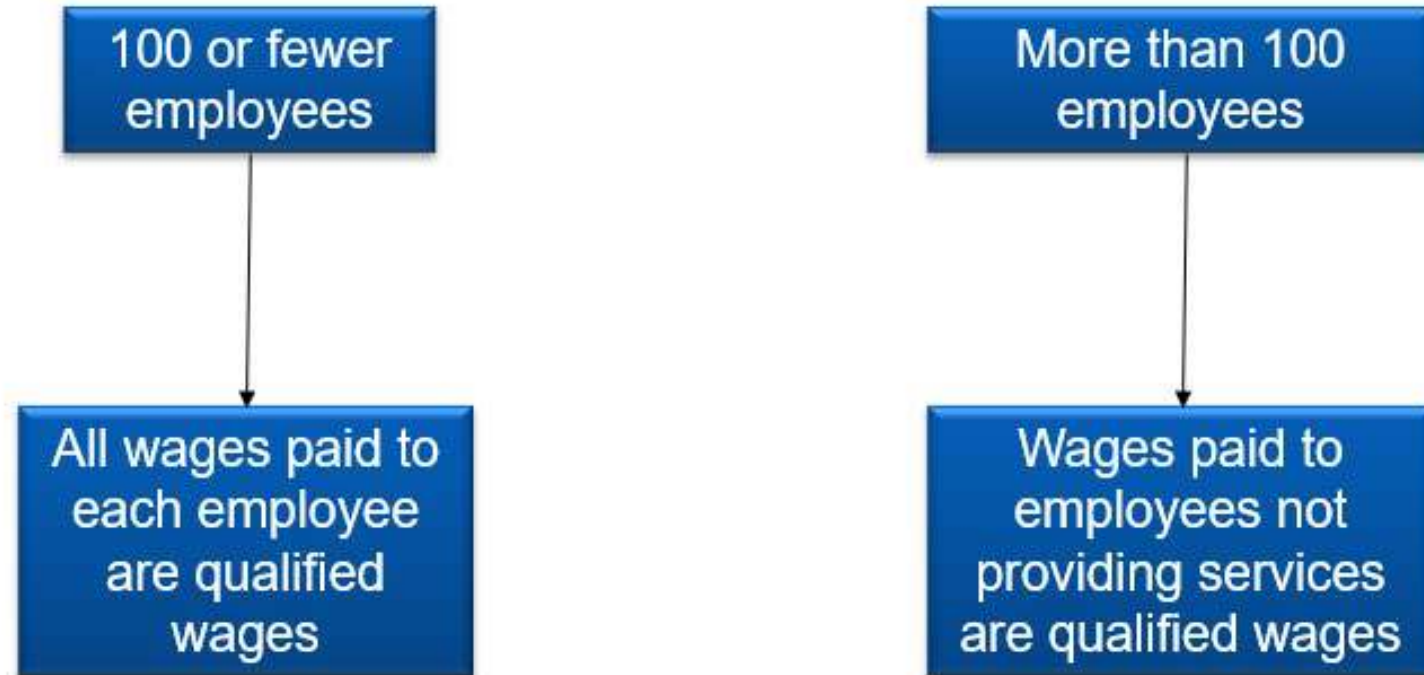 100 or fewer
employees
More than 100
employees
All wages paid to
each employee
are qualified
wages
Wages paid to
employees not
providing services
are qualified wages